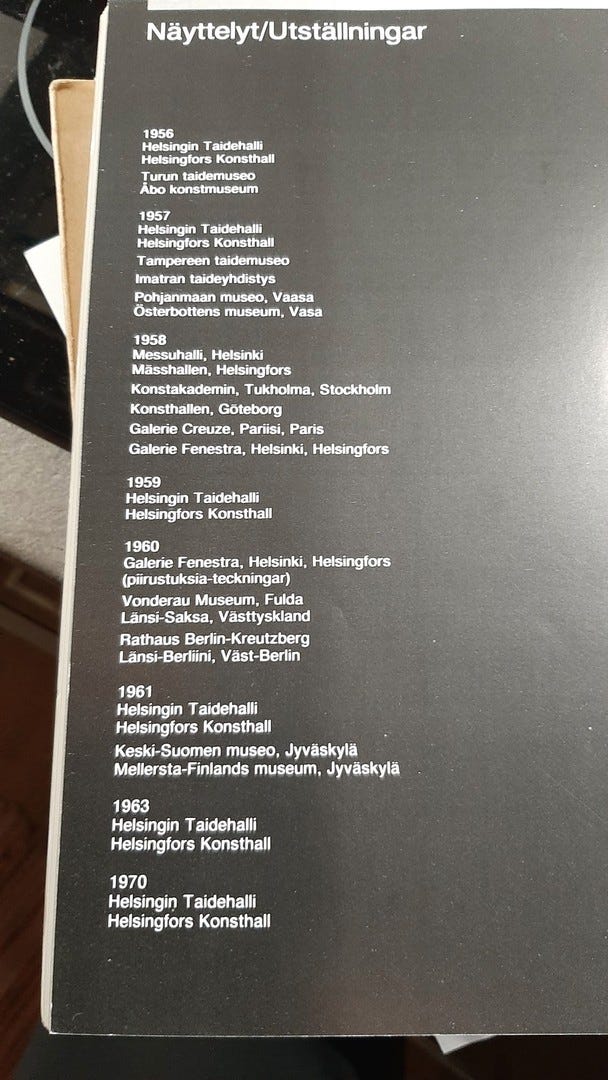 Näyttelyt/Utställningar
1956
Helsingin Taidehalli
Helsingfors Konsthall
Turun taidemuseo
Åbo konstmuseum
1957
Helsingin Taidehalli
Helsingfors Konsthall
Tampereen taidemuseo
Imatran taideyhdistys
Pohjanmaan museo, Vaasa
Österbottens museum, Vasa
1958
Messuhalli, Helsinki
Mässhallen, Helsingfors
Konstakademin, Tukholma, Stockholm
Konsthallen, Göteborg
Galerie Creuze, Pariisi, Paris
Galerie Fenestra, Helsinki, Helsingfors
1959
Helsingin Taidehalli
Helsingfors Konsthall
1960
Galerie Fenestra, Helsinki, Helsingfors
(piirustuksia-teckningar)
Vonderau Museum, Fulda
Länsi-Saksa, Västtyskland
Rathaus Berlin-Kreutzberg
Länsi-Berliini, Väst-Berlin
1961
Helsingin Taidehalli
Helsingfors Konsthall
Keski-Suomen museo, Jyväskylä
Mellersta-Finlands museum, Jyväskylä
1963
Helsingin Taidehalli
Helsingfors Konsthall
1970
Helsingin Taidehalli
Helsingfors Konsthall